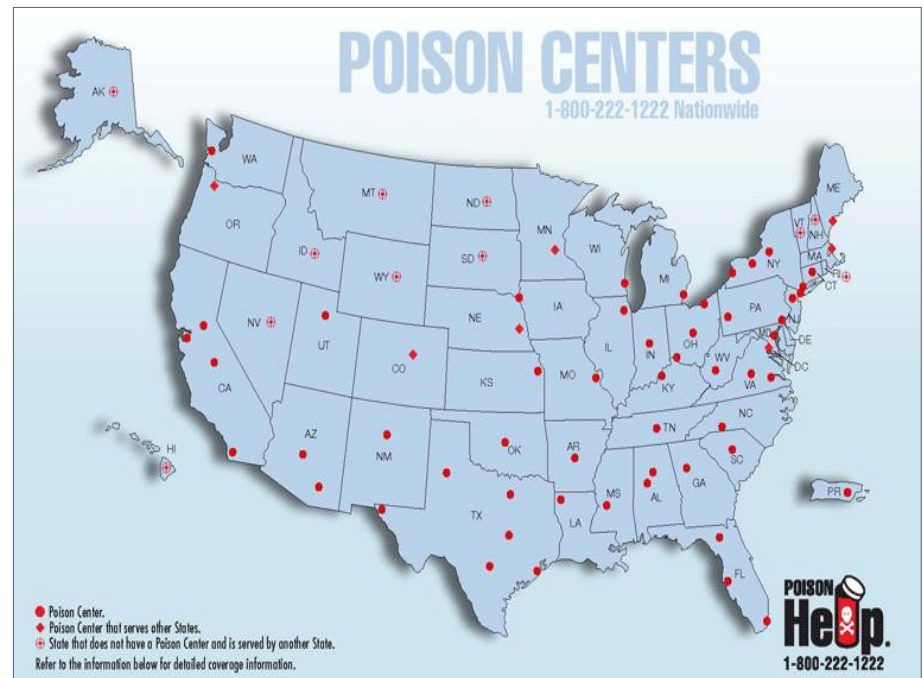 POISON CENTERS
1-800-222-1222 Nationwide
AK
WA
MT
ND
MN
ME
VT
NH
OR
ID
WY
SD
WI
MI
NY
MA
RI
CT
NV
UT
CO
NE
IA
IL
IN
OH
PA
NJ
MD
DE
DC
CA
KS
MO
KY
WV
VA
AZ
NM
OK
AR
TN
NC
SC
HI
TX
LA
MS
AL
GA
FL
PR
Poison Center.
Poison Center that serves other States.
State that does not have a Poison Center and is served by another State.
Refer to the information below for detailed coverage information.
POISON
Help.
1-800-222-1222